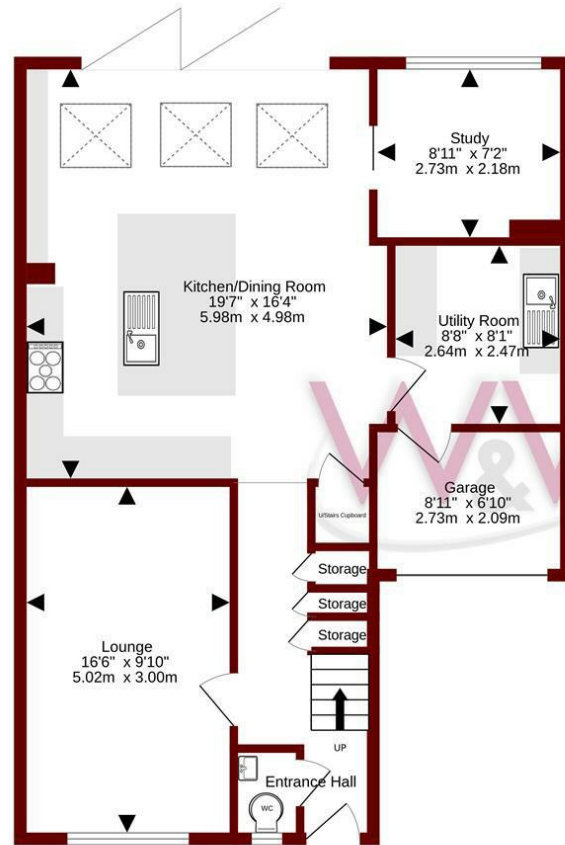 Study
8'11" x 7'2"
2.73m x 2.18m
Kitchen/Dining Room
19'7" x 16'4"
5.98m x 4.98m
Utility Room
8'8" x 8'1"
2.64m x 2.47m
W&W
Garage
8'11" x 6'10"
2.73m x 2.09m
U/Stairs Cupboard
Storage
Storage
Storage
Lounge
16'6" x 9'10"
5.02m x 3.00m
UP
Entrance Hall
WC